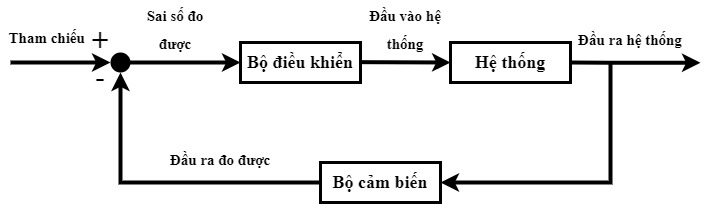 Tham chiếu
+
-
Sai số đo
được
Bộ điều khiển
Đầu vào hệ
thống
Hệ thống
Đầu ra hệ thống
Đầu ra đo được
Bộ cảm biến